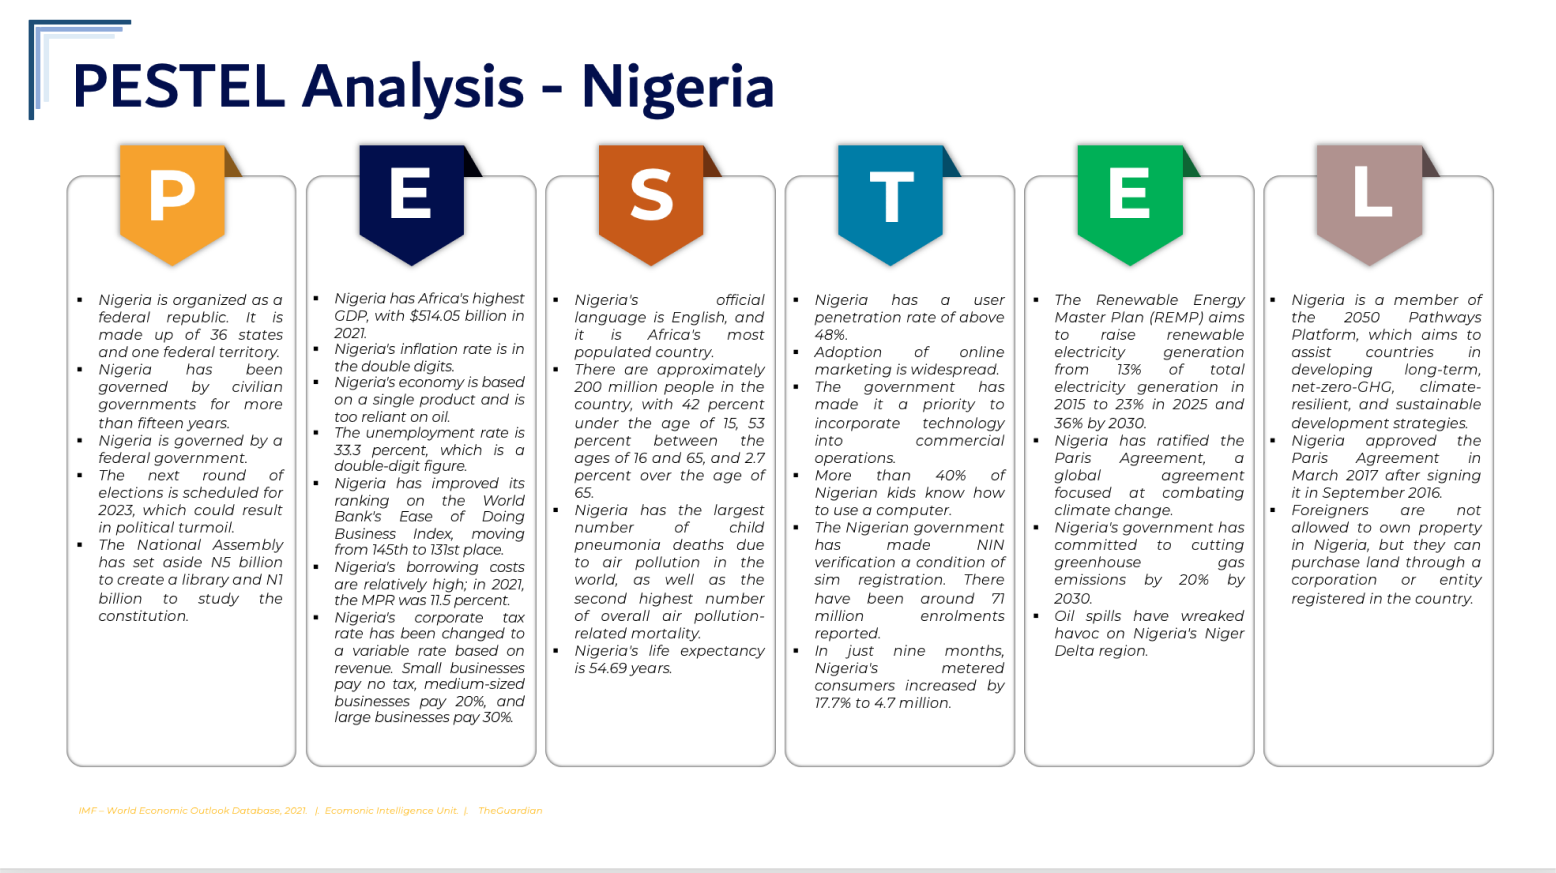 PESTEL Analysis - Nigeria
P
▪ Nigeria is organized as a
federal republic. It is
made up of 36 states
and one federal territory.
▪ Nigeria has been
governed by civilian
governments for more
than fifteen years.
▪ Nigeria is governed by a
federal government.
▪ The next round of
elections is scheduled for
2023, which could result
in political turmoil.
▪ The National Assembly
has set aside N5 billion
to create a library and N1
billion to study the
constitution.
E
▪ Nigeria has Africa's highest
GDP, with $514.05 billion in
2021.
▪ Nigeria's inflation rate is in
the double digits.
▪ Nigeria's economy is based
on a single product and is
too reliant on oil.
▪ The unemployment rate is
33.3 percent, which is a
double-digit figure.
▪ Nigeria has improved its
ranking on the World
Bank's Ease of Doing
Business Index, moving
from 145th to 131st place.
▪ Nigeria's borrowing costs
are relatively high; in 2021,
the MPR was 11.5 percent.
▪ Nigeria's corporate tax
rate has been changed to
a variable rate based on
revenue. Small businesses
pay no tax, medium-sized
businesses pay 20%, and
large businesses pay 30%.
S
▪ Nigeria's official
language is English, and
it is Africa's most
populated country.
▪ There are approximately
200 million people in the
country, with 42 percent
under the age of 15, 53
percent between the
ages of 16 and 65, and 2.7
percent over the age of
65.
▪ Nigeria has the largest
number of child
pneumonia deaths due
to air pollution in the
world, as well as the
second highest number
of overall air pollution-
related mortality.
▪ Nigeria's life expectancy
is 54.69 years.
T
▪ Nigeria has a user
penetration rate of above
48%.
▪ Adoption of online
marketing is widespread.
▪ The government has
made it a priority to
incorporate technology
into commercial
operations.
▪ More than 40% of
Nigerian kids know how
to use a computer.
▪ The Nigerian government
has made NIN
verification a condition of
sim registration. There
have been around 71
million enrolments
reported.
▪ In just nine months,
Nigeria's metered
consumers increased by
17.7% to 4.7 million.
E
▪ The Renewable Energy
Master Plan (REMP) aims
to raise renewable
electricity generation
from 13% of total
electricity generation in
2015 to 23% in 2025 and
36% by 2030.
▪ Nigeria has ratified the
Paris Agreement, a
global agreement
focused at combating
climate change.
▪ Nigeria's government has
committed to cutting
greenhouse gas
emissions by 20% by
2030.
▪ Oil spills have wreaked
havoc on Nigeria's Niger
Delta region.
L
▪ Nigeria is a member of
the 2050 Pathways
Platform, which aims to
assist countries in
developing long-term,
net-zero-GHG, climate-
resilient, and sustainable
development strategies.
▪ Nigeria approved the
Paris Agreement in
March 2017 after signing
it in September 2016.
▪ Foreigners are not
allowed to own property
in Nigeria, but they can
purchase land through a
corporation or entity
registered in the country.
IMF – World Economic Outlook Database, 2021 |. Ecomonic Intelligence Unit. |. TheGuardian